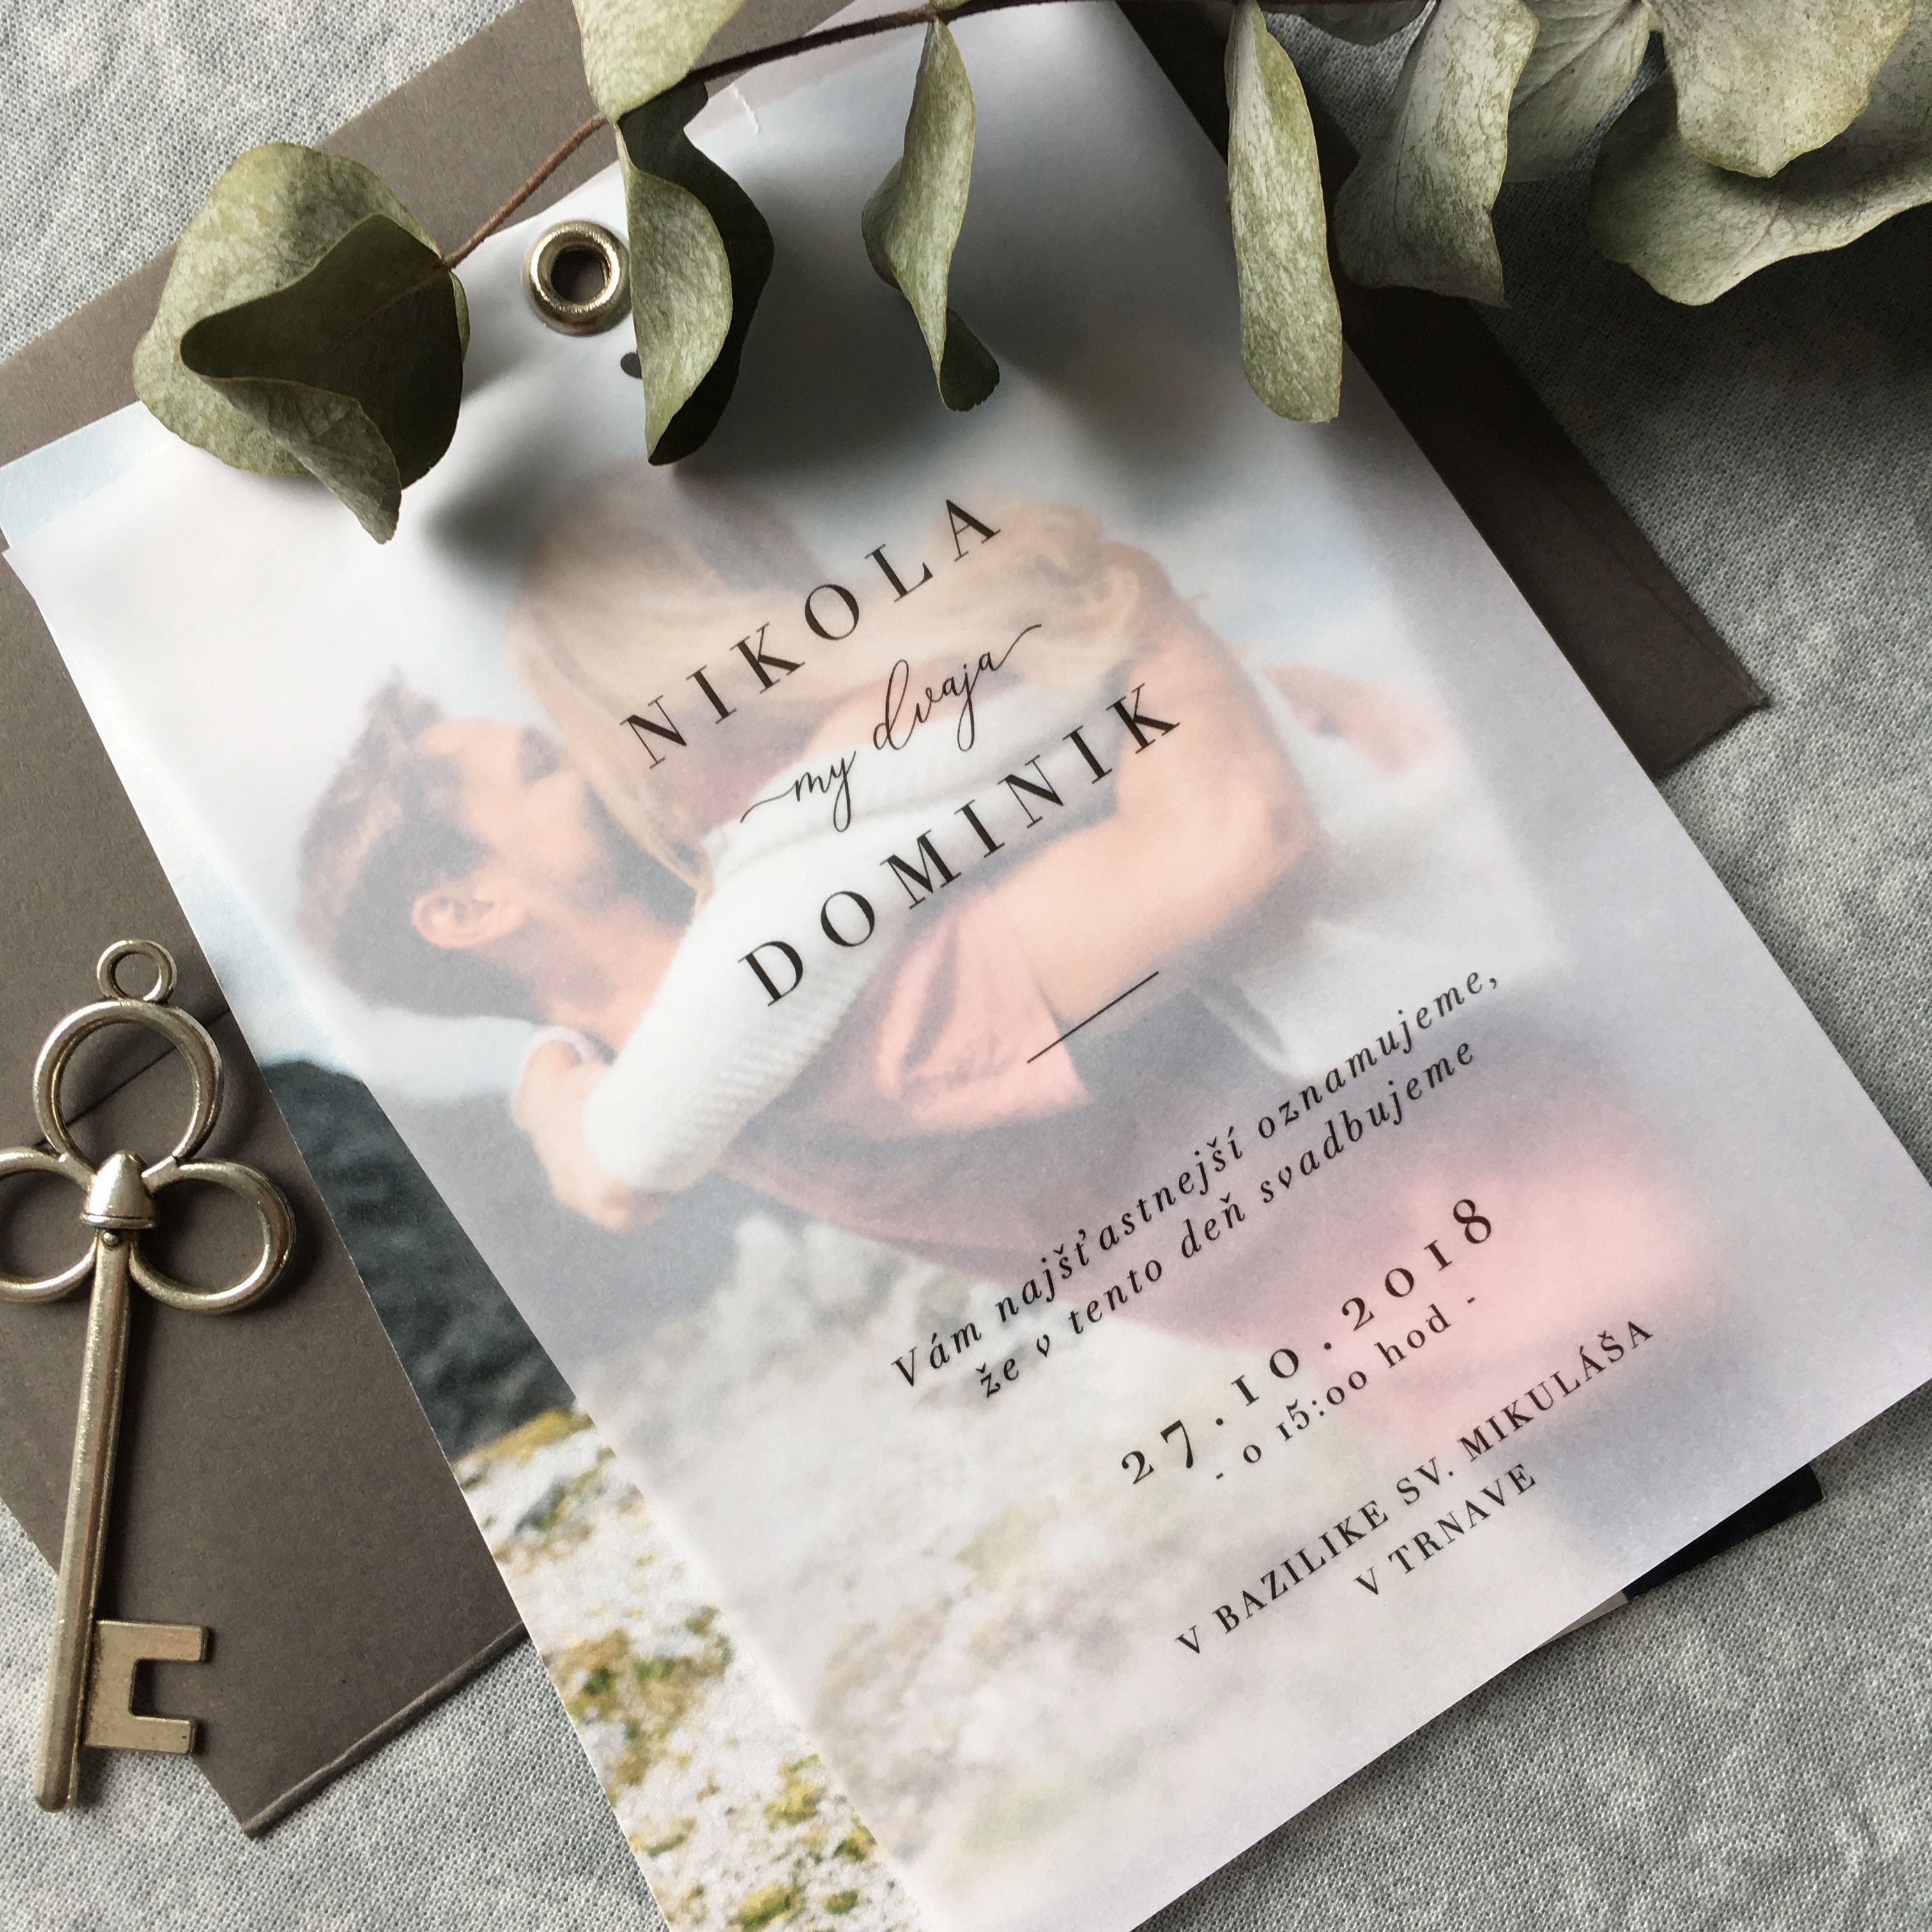 NIKOLA
my dvaja
DOMINIK
Vám najšťastnejší oznamujeme,
že v tento deň svadbujeme
27.10.2018
- o 15:00 hod -
V BAZILIKE SV. MIKULÁŠA
V TRNAVE